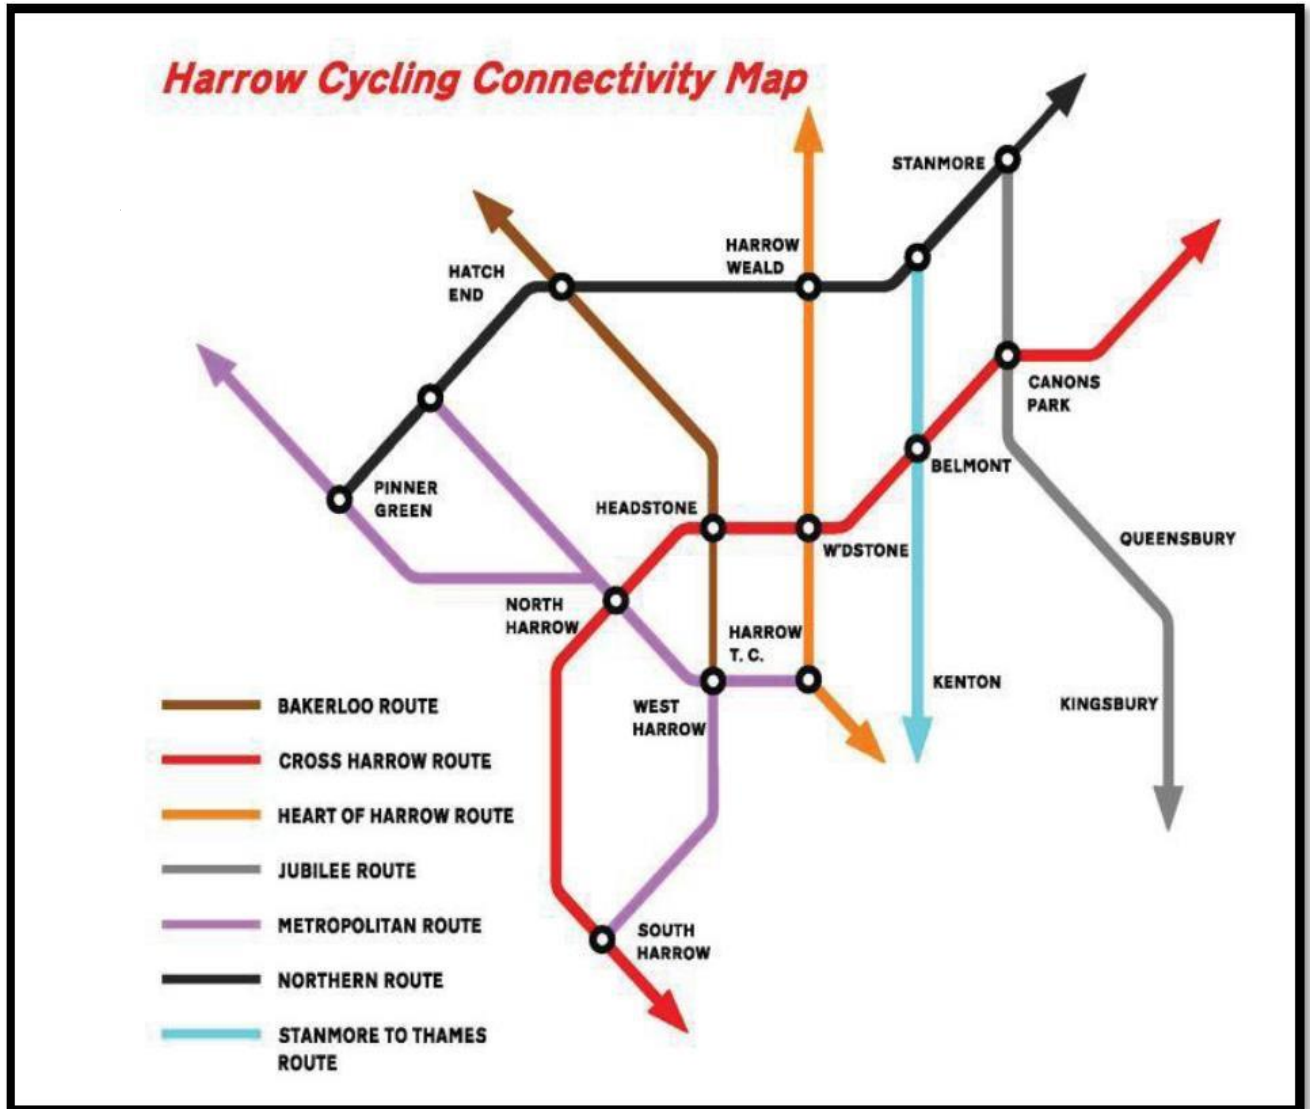 Harrow Cycling Connectivity Map
STANMORE
HARROW
WEALD
HATCH
END
CANONS
PARK
PINNER
GREEN
BELMONT
HEADSTONE
W'DSTONE
QUEENSBURY
NORTH
HARROW
HARROW
T. C.
KENTON
WEST
HARROW
KINGSBURY
SOUTH
HARROW
BAKERLOO ROUTE
CROSS HARROW ROUTE
HEART OF HARROW ROUTE
JUBILEE ROUTE
METROPOLITAN ROUTE
NORTHERN ROUTE
STANMORE TO THAMES
ROUTE